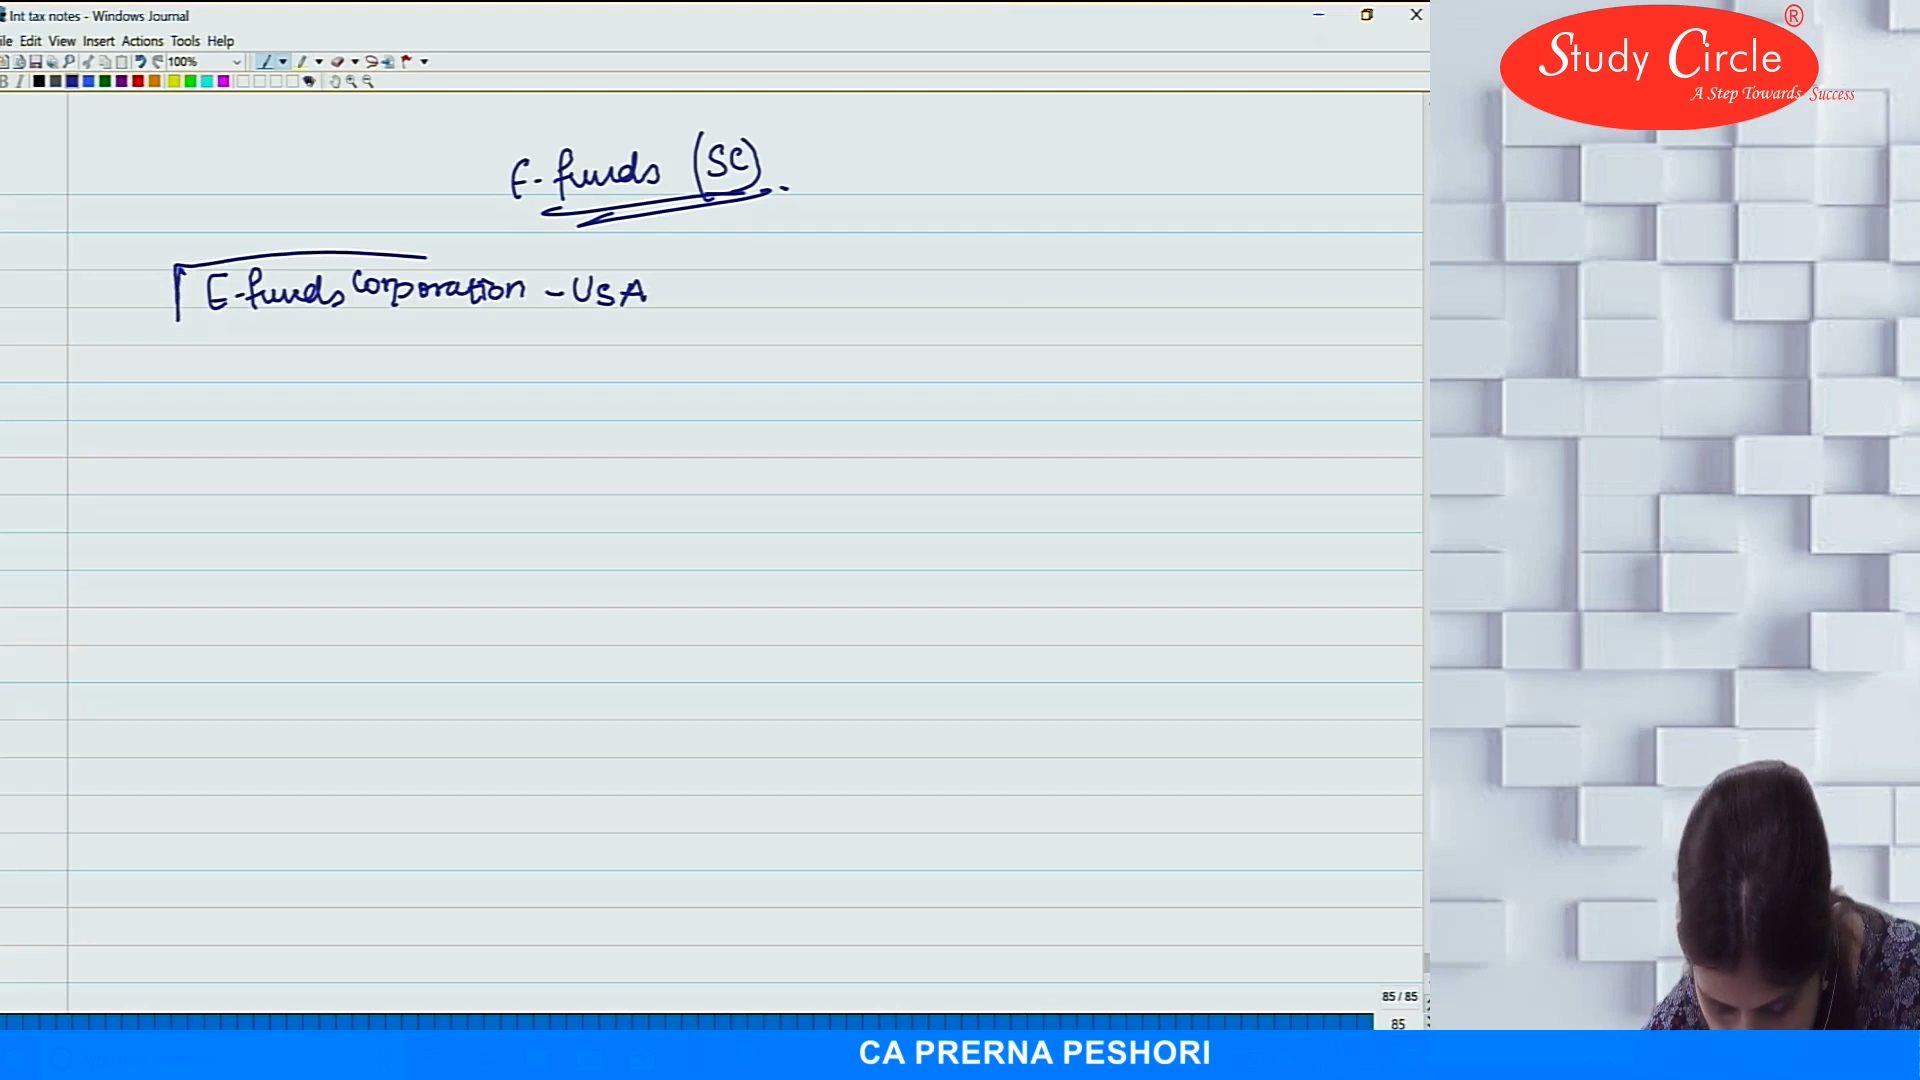 Int tax notes - Windows Journal
ile Edit View Insert Actions Tools Help
100%
B I
E-funds (SC)
E-funds Corporation - USA
85 / 85
85
Study Circle ®
A Step Towards Success
CA PRERNA PESHORI